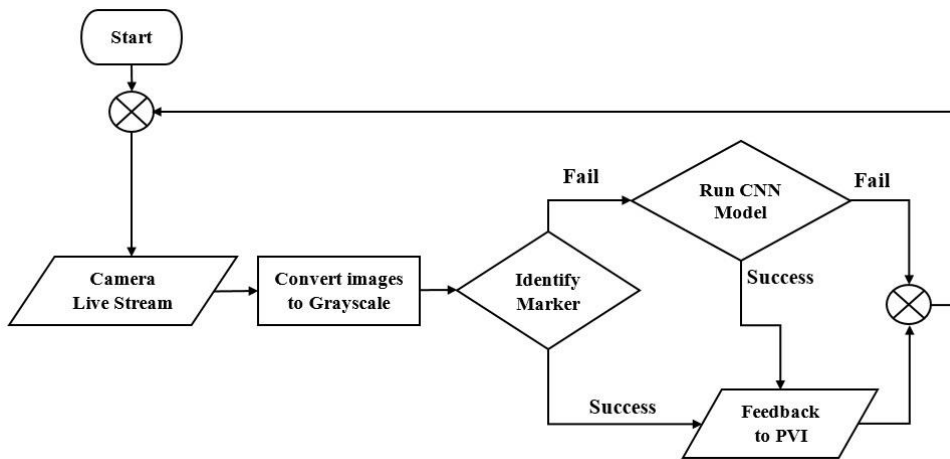 Start
Fail
Run CNN
Model
Fail
Camera
Live Stream
Convert images
to Grayscale
Identify
Marker
Success
Success
Feedback
to PVI